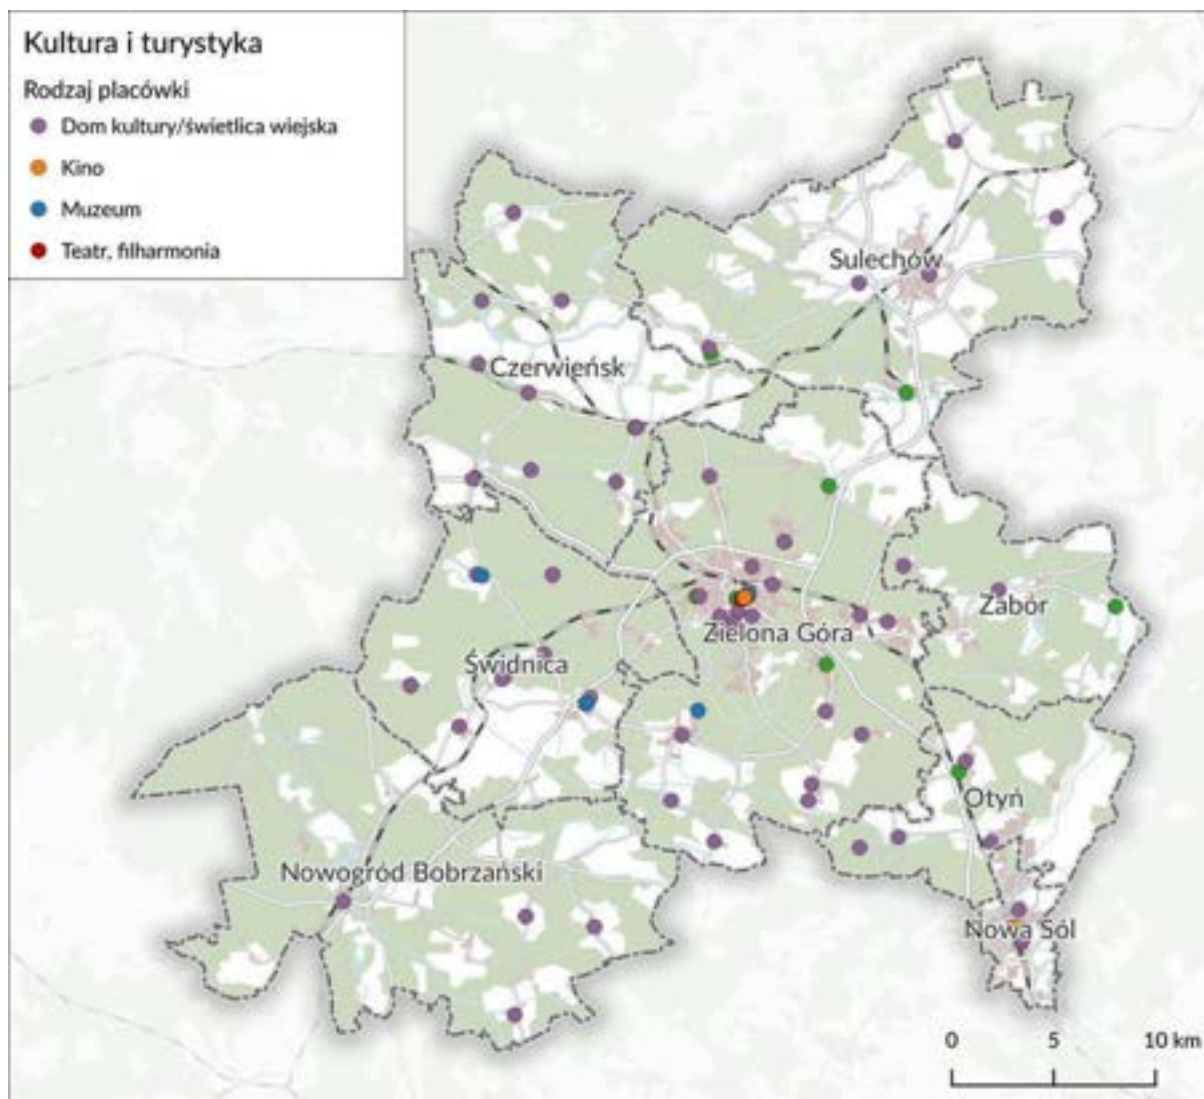 Kultura i turystyka
Rodzaj placówki
Dom kultury/świetlica wiejska
Kino
Muzeum
Teatr, filharmonia
Sulechów
Czerwieńsk
Zabór
Zielona Góra
Świdnica
Otyń
Nowogród Bobrzański
Nowa Sól
0 5 10 km